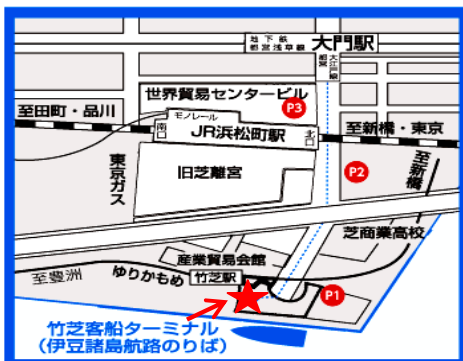 地下鉄
都営浅草線
大門駅
都営
大江戸線
世界貿易センタービル
P3
モノレール
至田町・品川
南口
JR浜松町駅
北口
至新橋・東京
東京ガス
旧芝離宮
P2
至新橋
芝商業高校
産業貿易会館
至豊洲
ゆりかもめ
竹芝駅
P1
竹芝客船ターミナル
(伊豆諸島航路のりば)